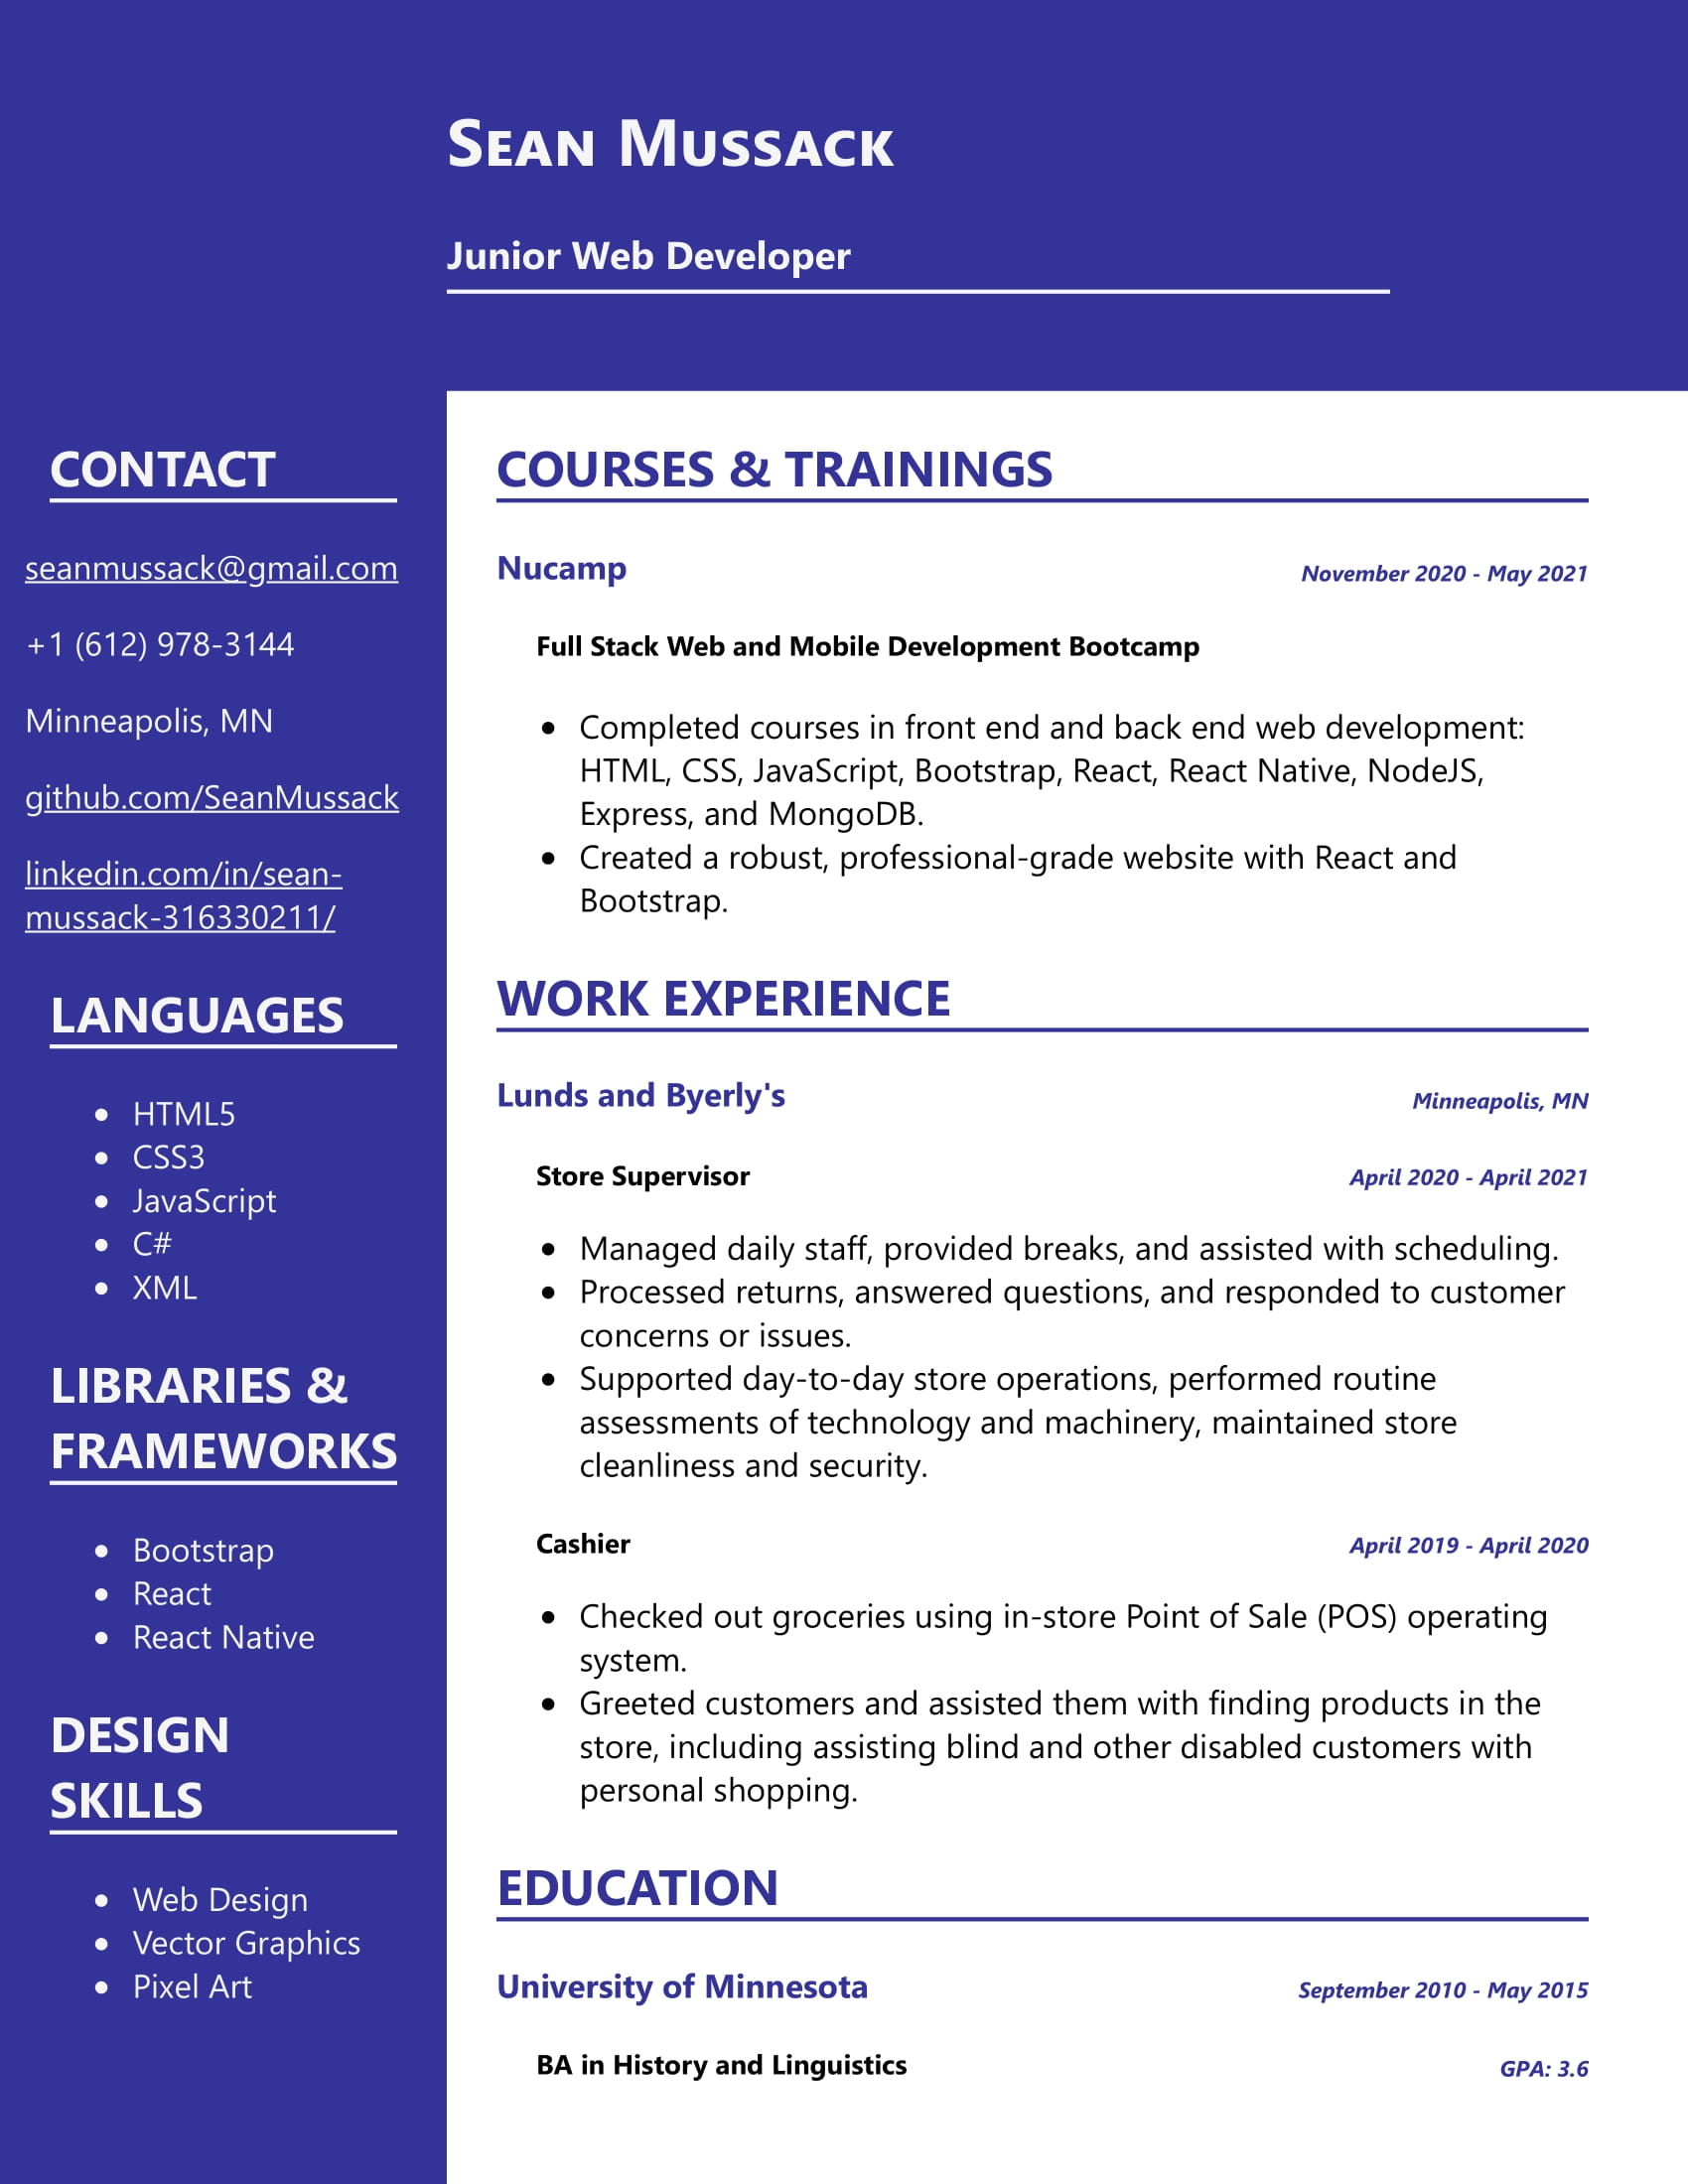 SEAN MUSSACK
Junior Web Developer
CONTACT
seanmussack@gmail.com
+1 (612) 978-3144
Minneapolis, MN
github.com/SeanMussack
linkedin.com/in/sean-
mussack-316330211/
LANGUAGES
• HTML5
• CSS3
• JavaScript
• C#
• XML
LIBRARIES &
FRAMEWORKS
• Bootstrap
• React
• React Native
DESIGN
SKILLS
• Web Design
• Vector Graphics
• Pixel Art
COURSES & TRAININGS
Nucamp November 2020 - May 2021
Full Stack Web and Mobile Development Bootcamp
• Completed courses in front end and back end web development:
HTML, CSS, JavaScript, Bootstrap, React, React Native, NodeJS,
Express, and MongoDB.
• Created a robust, professional-grade website with React and
Bootstrap.
WORK EXPERIENCE
Lunds and Byerly's Minneapolis, MN
Store Supervisor April 2020 - April 2021
• Managed daily staff, provided breaks, and assisted with scheduling.
• Processed returns, answered questions, and responded to customer
concerns or issues.
• Supported day-to-day store operations, performed routine
assessments of technology and machinery, maintained store
cleanliness and security.
Cashier April 2019 - April 2020
• Checked out groceries using in-store Point of Sale (POS) operating
system.
• Greeted customers and assisted them with finding products in the
store, including assisting blind and other disabled customers with
personal shopping.
EDUCATION
University of Minnesota September 2010 - May 2015
BA in History and Linguistics GPA: 3.6